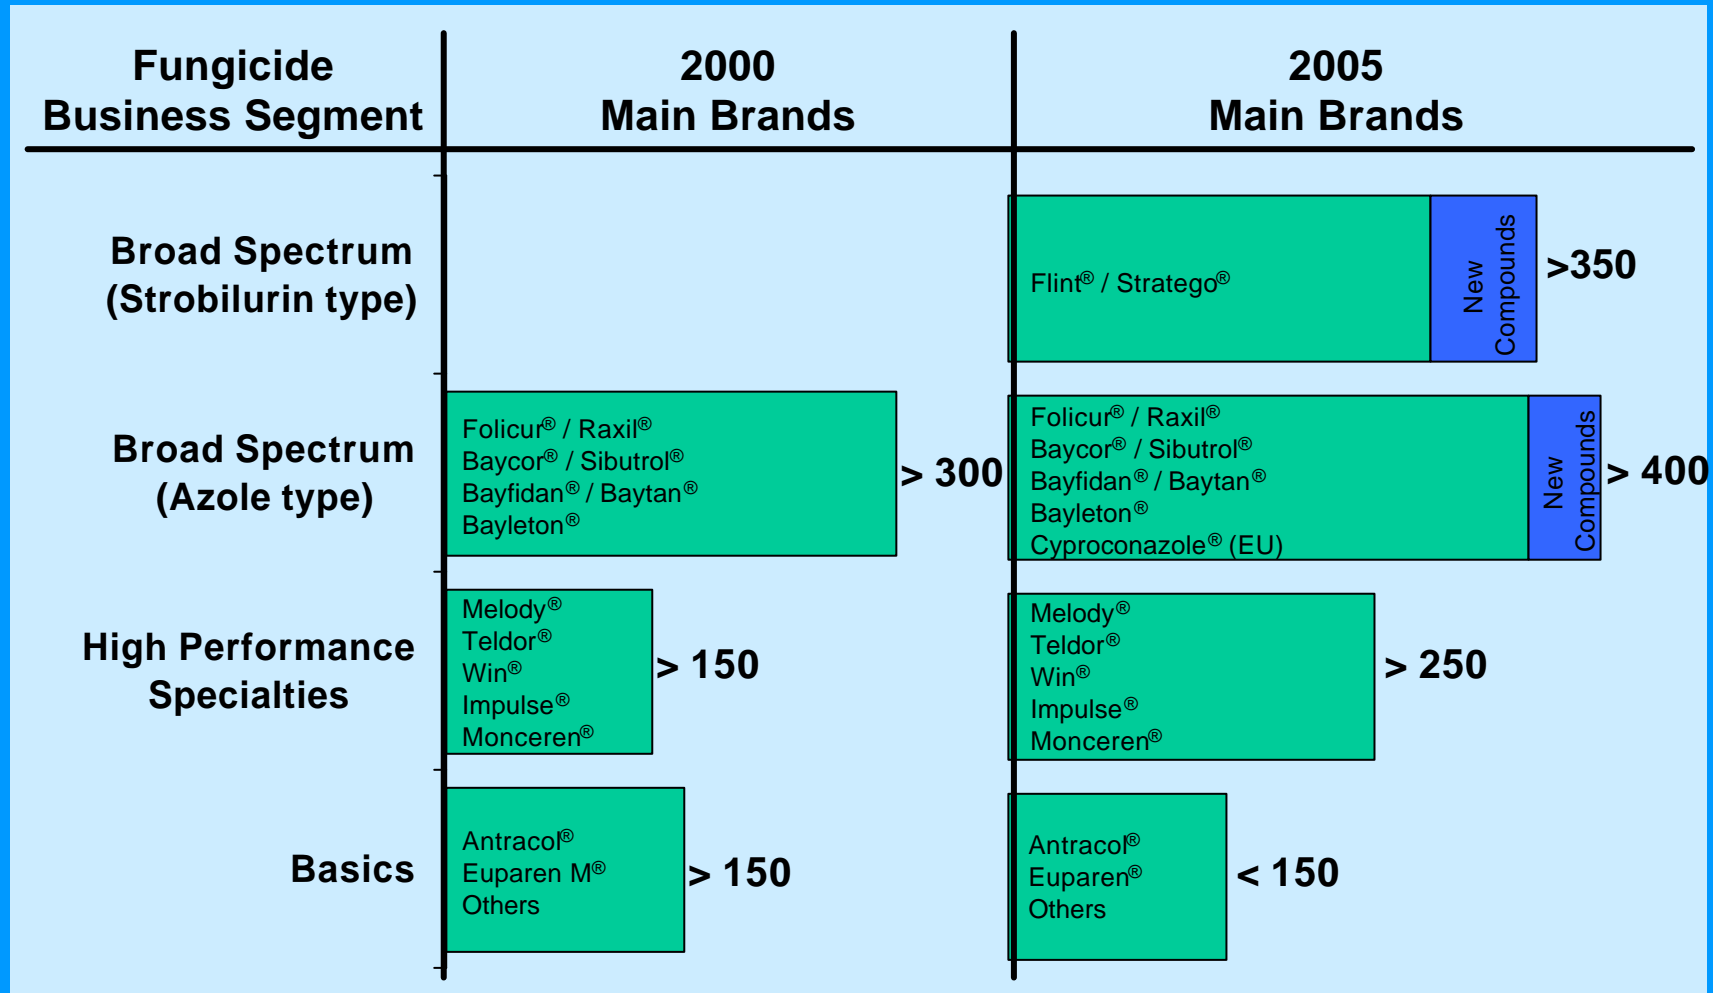 Fungicide
Business Segment
2000
Main Brands
2005
Main Brands
Broad Spectrum
(Strobilurin type)
Flint® / Stratego®
New
Compounds
>350
Broad Spectrum
(Azole type)
Folicur® / Raxil®
Baycor® / Sibutrol®
Bayfidan® / Baytan®
Bayleton®
> 300
Folicur® / Raxil®
Baycor® / Sibutrol®
Bayfidan® / Baytan®
Bayleton®
Cyproconazole® (EU)
New
Compounds
> 400
High Performance
Specialties
Melody®
Teldor®
Win®
Impulse®
Monceren®
> 150
Melody®
Teldor®
Win®
Impulse®
Monceren®
> 250
Basics
Antracol®
Euparen M®
Others
> 150
Antracol®
Euparen®
Others
< 150